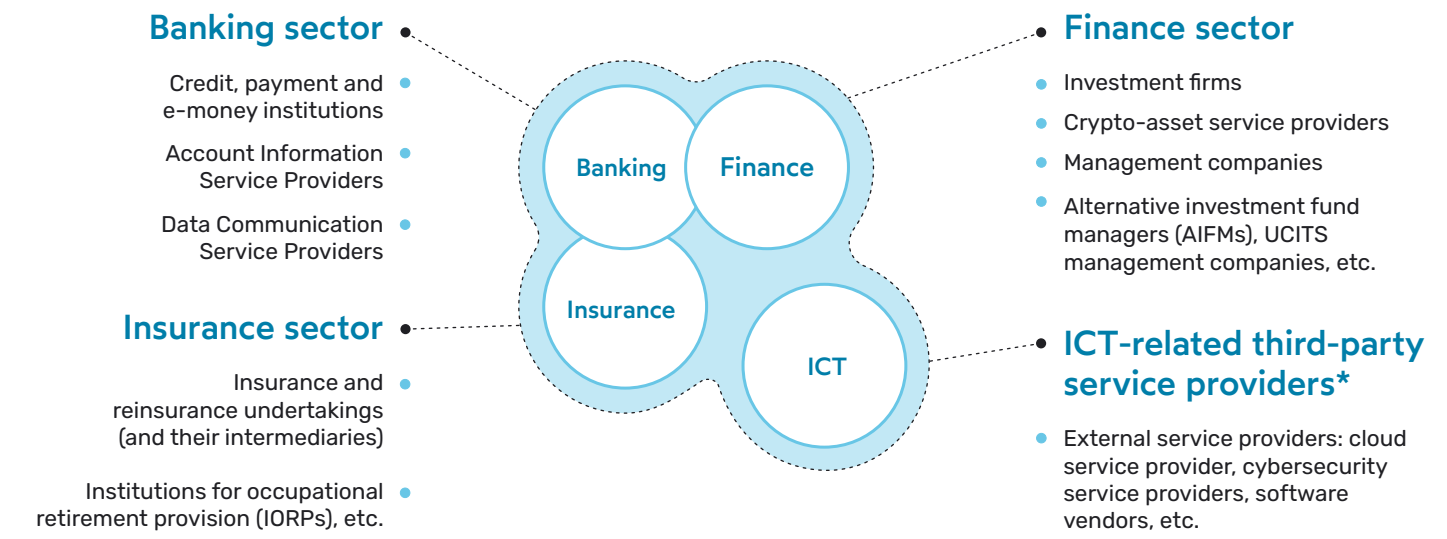 Banking sector
Credit, payment and
e-money institutions
Account Information
Service Providers
Data Communication
Service Providers
Insurance sector
Insurance and
reinsurance undertakings
(and their intermediaries)
Institutions for occupational
retirement provision (IORPs), etc.
Banking
Finance
Insurance
ICT
Finance sector
Investment firms
Crypto-asset service providers
Management companies
Alternative investment fund
managers (AIFMs), UCITS
management companies, etc.
ICT-related third-party
service providers*
External service providers: cloud
service provider, cybersecurity
service providers, software
vendors, etc.